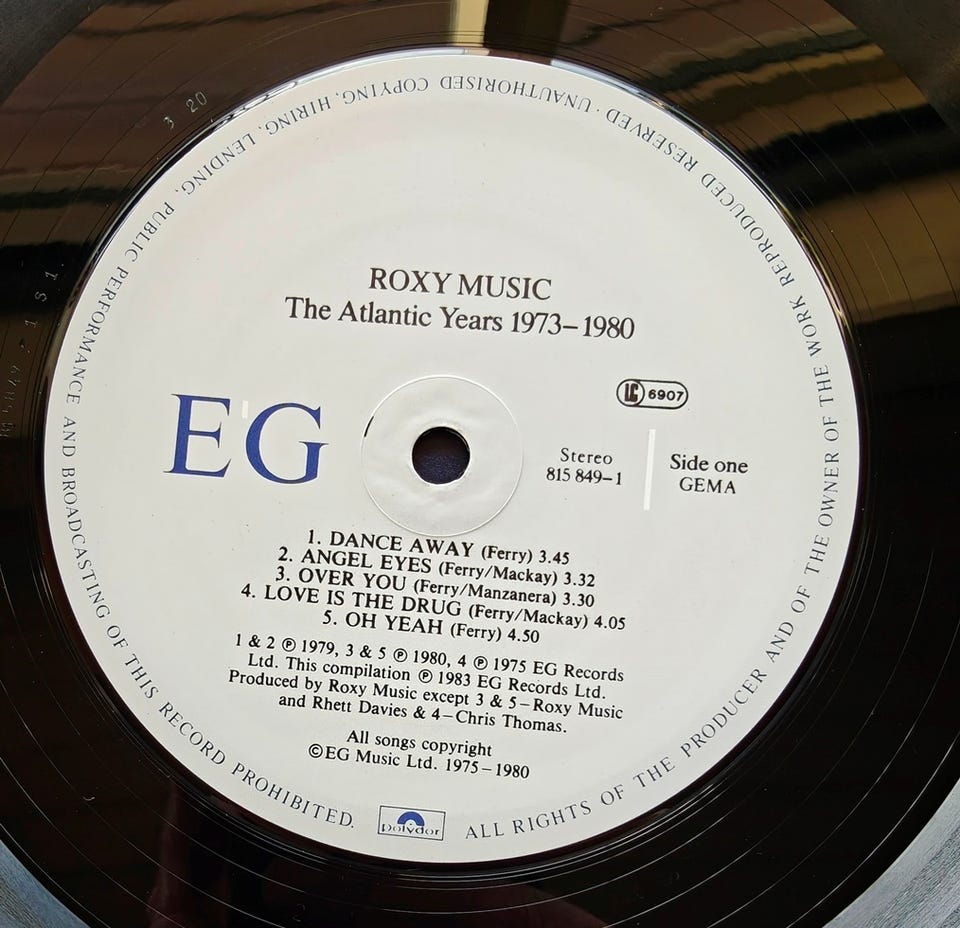 ROXY MUSIC
The Atlantic Years 1973–1980
LC 6907
EG
Stereo
815 849–1
Side one
GEMA
1. DANCE AWAY (Ferry) 3.45
2. ANGEL EYES (Ferry/Mackay) 3.32
3. OVER YOU (Ferry/Manzanera) 3.30
4. LOVE IS THE DRUG (Ferry/Mackay) 4.05
5. OH YEAH (Ferry) 4.50
1 & 2 ℗ 1979, 3 & 5 ℗ 1980, 4 ℗ 1975 EG Records
Ltd. This compilation ℗ 1983 EG Records Ltd.
Produced by Roxy Music except 3 & 5–Roxy Music
and Rhett Davies & 4–Chris Thomas.
All songs copyright
©EG Music Ltd. 1975–1980
polydor
ALL RIGHTS OF THE PRODUCER AND OF THE OWNER OF THE WORK REPRODUCED RESERVED · UNAUTHORISED COPYING, HIRING, LENDING, PUBLIC PERFORMANCE AND BROADCASTING OF THIS RECORD PROHIBITED.
3 20